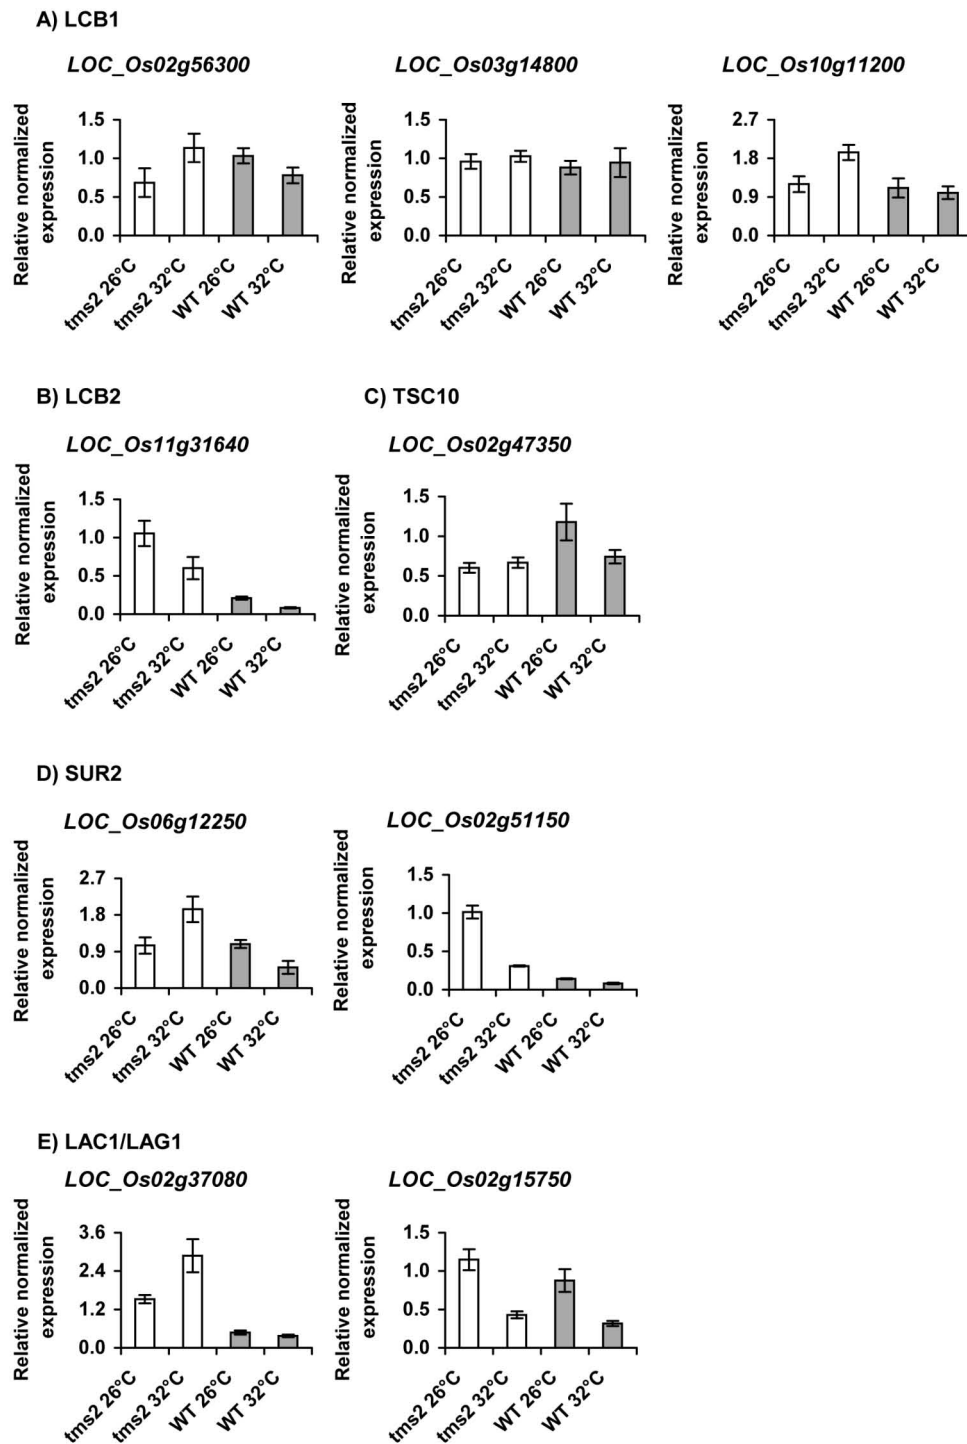 A) LCB1
LOC_Os02g56300
LOC_Os03g14800
LOC_Os10g11200
Relative normalized
expression
1.5
1.0
0.5
0.0
tms2 26°C
tms2 32°C
WT 26°C
WT 32°C
Relative normalized
expression
1.5
1.0
0.5
0.0
tms2 26°C
tms2 32°C
WT 26°C
WT 32°C
Relative normalized
expression
2.7
1.8
0.9
0.0
tms2 26°C
tms2 32°C
WT 26°C
WT 32°C
B) LCB2
C) TSC10
LOC_Os11g31640
LOC_Os02g47350
Relative normalized
expression
1.5
1.0
0.5
0.0
tms2 26°C
tms2 32°C
WT 26°C
WT 32°C
Relative normalized
expression
1.5
1.0
0.5
0.0
tms2 26°C
tms2 32°C
WT 26°C
WT 32°C
D) SUR2
LOC_Os06g12250
LOC_Os02g51150
Relative normalized
expression
2.7
1.8
0.9
0.0
tms2 26°C
tms2 32°C
WT 26°C
WT 32°C
Relative normalized
expression
1.5
1.0
0.5
0.0
tms2 26°C
tms2 32°C
WT 26°C
WT 32°C
E) LAC1/LAG1
LOC_Os02g37080
LOC_Os02g15750
Relative normalized
expression
3.6
2.4
1.2
0.0
tms2 26°C
tms2 32°C
WT 26°C
WT 32°C
Relative normalized
expression
1.5
1.0
0.5
0.0
tms2 26°C
tms2 32°C
WT 26°C
WT 32°C